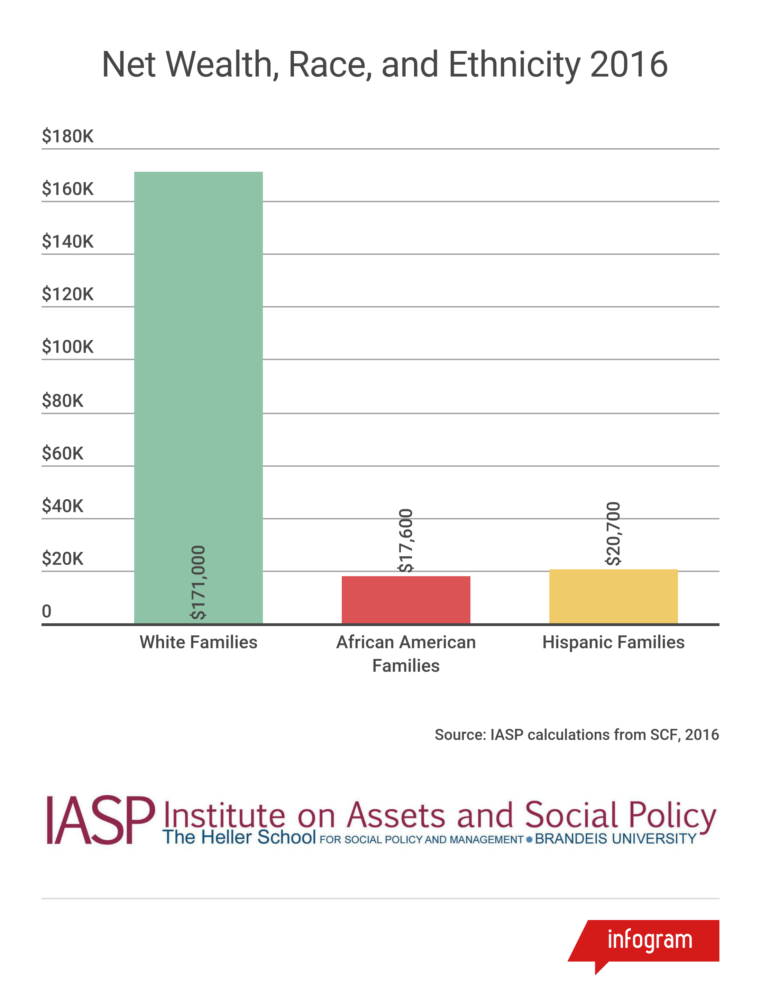 Net Wealth, Race, and Ethnicity 2016
$180K
$160K
$140K
$120K
$100K
$80K
$60K
$40K
$20K
0
$171,000
$17,600
$20,700
White Families
African American
Families
Hispanic Families
Source: IASP calculations from SCF, 2016
IASP Institute on Assets and Social Policy
The Heller School FOR SOCIAL POLICY AND MANAGEMENT • BRANDEIS UNIVERSITY
infogram